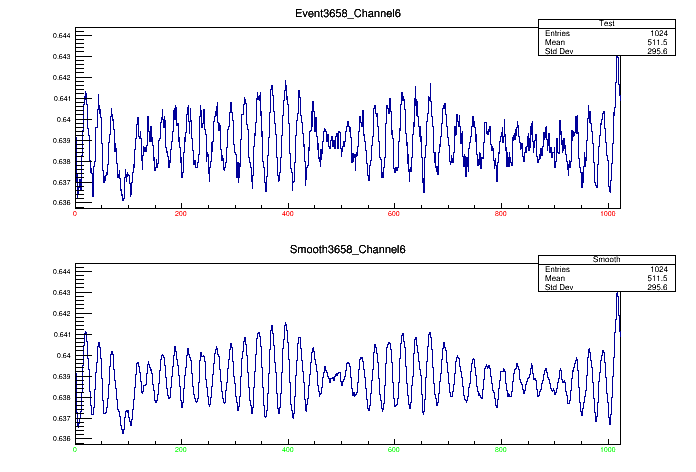 Event3658_Channel6
Test
Entries 1024
Mean 511.5
Std Dev 295.6
0.644
0.643
0.642
0.641
0.64
0.639
0.638
0.637
0.636
0 200 400 600 800 1000
Smooth3658_Channel6
Smooth
Entries 1024
Mean 511.5
Std Dev 295.6
0.644
0.643
0.642
0.641
0.64
0.639
0.638
0.637
0.636
0 200 400 600 800 1000